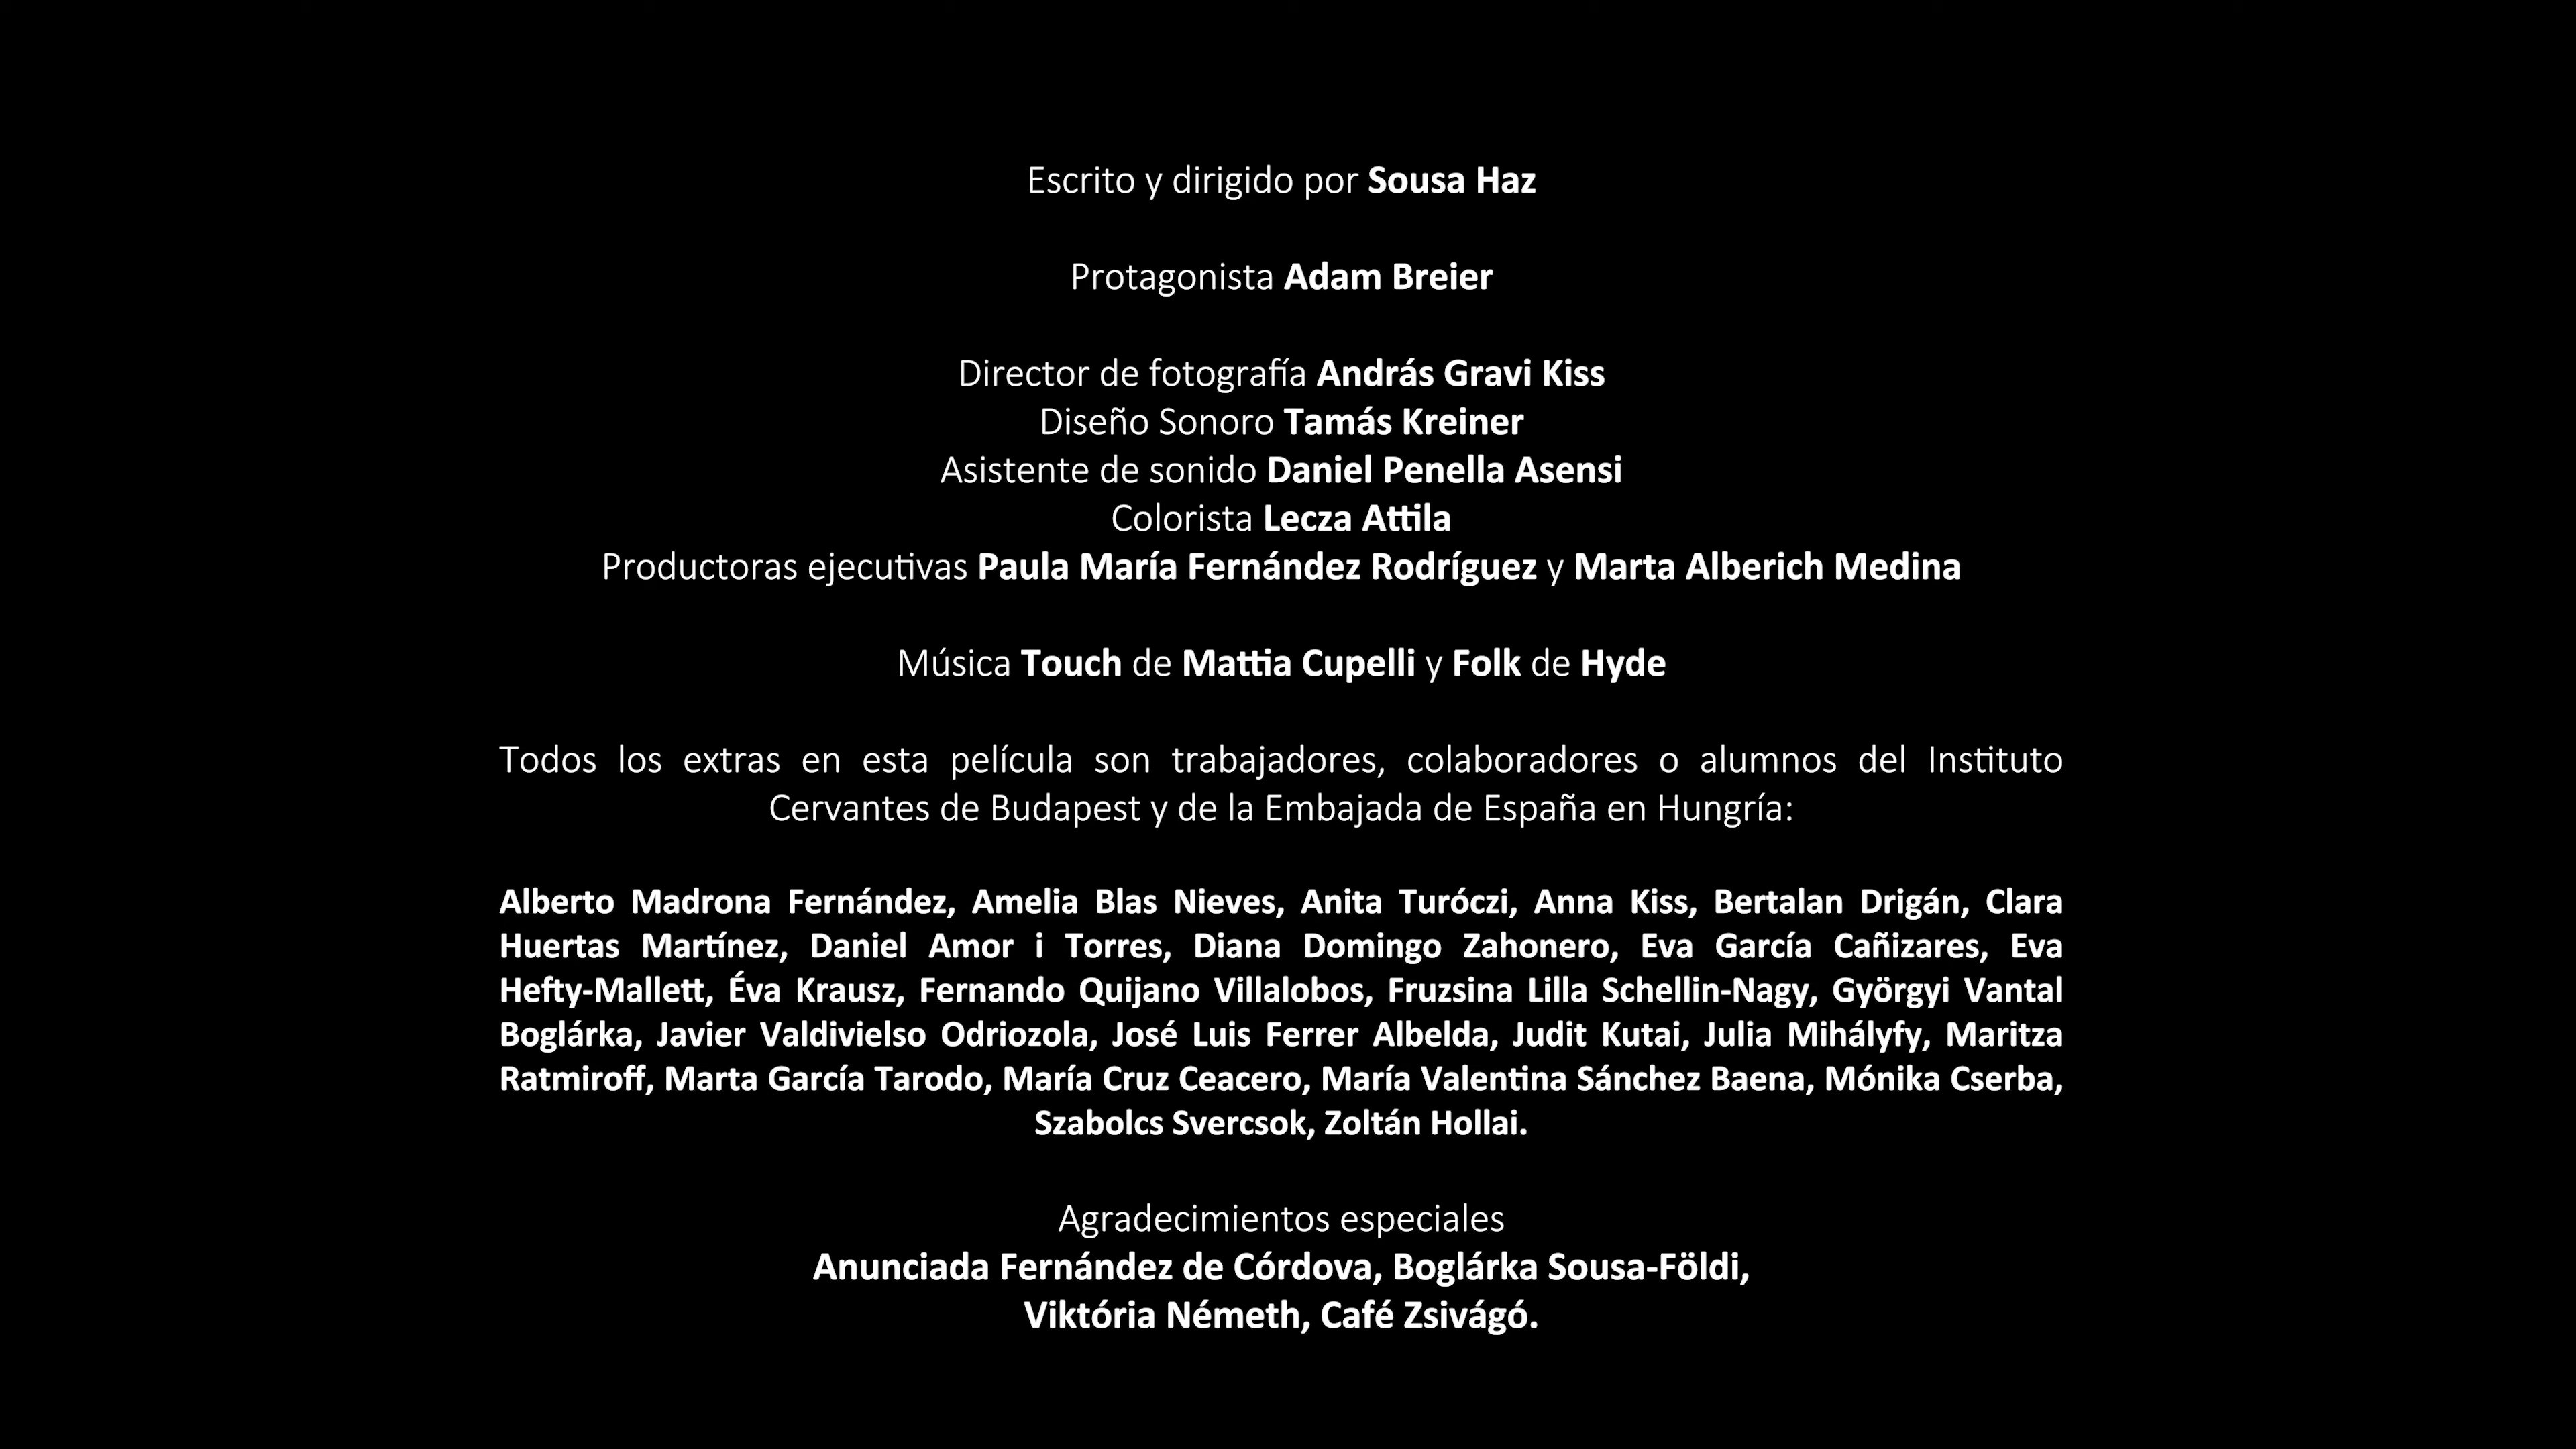 Escrito y dirigido por Sousa Haz
Protagonista Adam Breier
Director de fotografía András Gravi Kiss
Diseño Sonoro Tamás Kreiner
Asistente de sonido Daniel Penella Asensi
Colorista Lecza Attila
Productoras ejecutivas Paula María Fernández Rodríguez y Marta Alberich Medina
Música Touch de Mattia Cupelli y Folk de Hyde
Todos los extras en esta película son trabajadores, colaboradores o alumnos del Instituto
Cervantes de Budapest y de la Embajada de España en Hungría:
Alberto Madrona Fernández, Amelia Blas Nieves, Anita Turóczi, Anna Kiss, Bertalan Drigán, Clara
Huertas Martínez, Daniel Amor i Torres, Diana Domingo Zahonero, Eva García Cañizares, Eva
Hefty-Mallett, Éva Krausz, Fernando Quijano Villalobos, Fruzsina Lilla Schellin-Nagy, Györgyi Vantal
Boglárka, Javier Valdivielso Odriozola, José Luis Ferrer Albelda, Judit Kutai, Julia Mihályfy, Maritza
Ratmiroff, Marta García Tarodo, María Cruz Ceacero, María Valentina Sánchez Baena, Mónika Cserba,
Szabolcs Svercsok, Zoltán Hollai.
Agradecimientos especiales
Anunciada Fernández de Córdova, Boglárka Sousa-Földi,
Viktória Németh, Café Zsivágó.